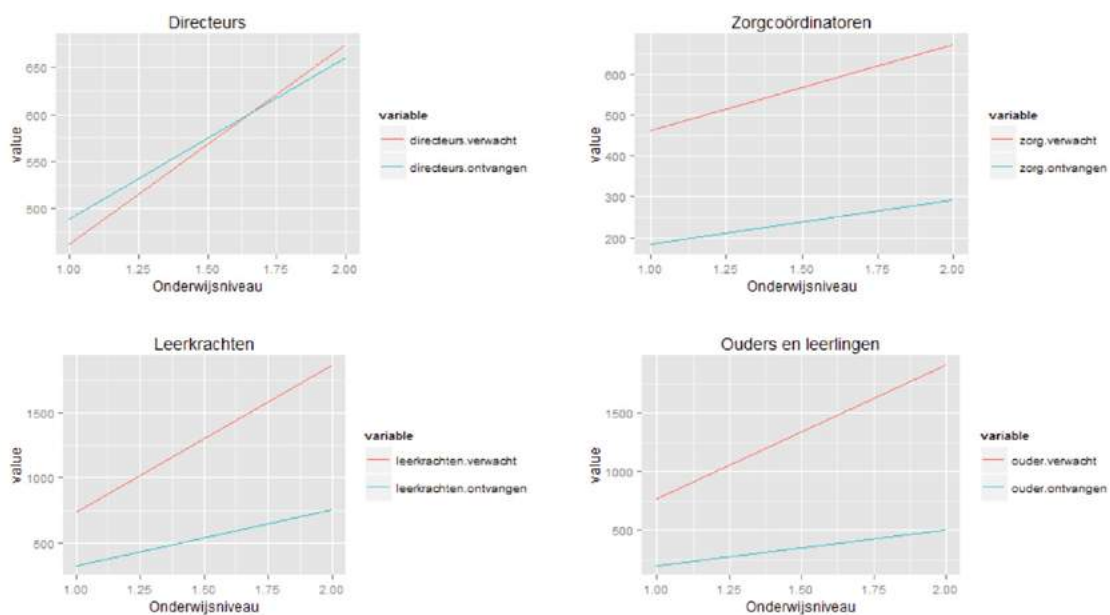 Directeurs
value
650
600
550
500
1.00 1.25 1.50 1.75 2.00
Onderwijsniveau
variable
directeurs.verwacht
directeurs.ontvangen
Zorgcoördinatoren
value
600
500
400
300
200
1.00 1.25 1.50 1.75 2.00
Onderwijsniveau
variable
zorg.verwacht
zorg.ontvangen
Leerkrachten
value
1500
1000
500
1.00 1.25 1.50 1.75 2.00
Onderwijsniveau
variable
leerkrachten.verwacht
leerkrachten.ontvangen
Ouders en leerlingen
value
1500
1000
500
1.00 1.25 1.50 1.75 2.00
Onderwijsniveau
variable
ouder.verwacht
ouder.ontvangen